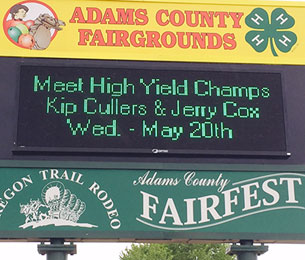 ADAMS COUNTY
FAIRGROUNDS
Meet High Yield Champs
Kip Cullers & Jerry Cox
Wed. - May 20th
OREGON TRAIL RODEO
Adams County
FAIRFEST